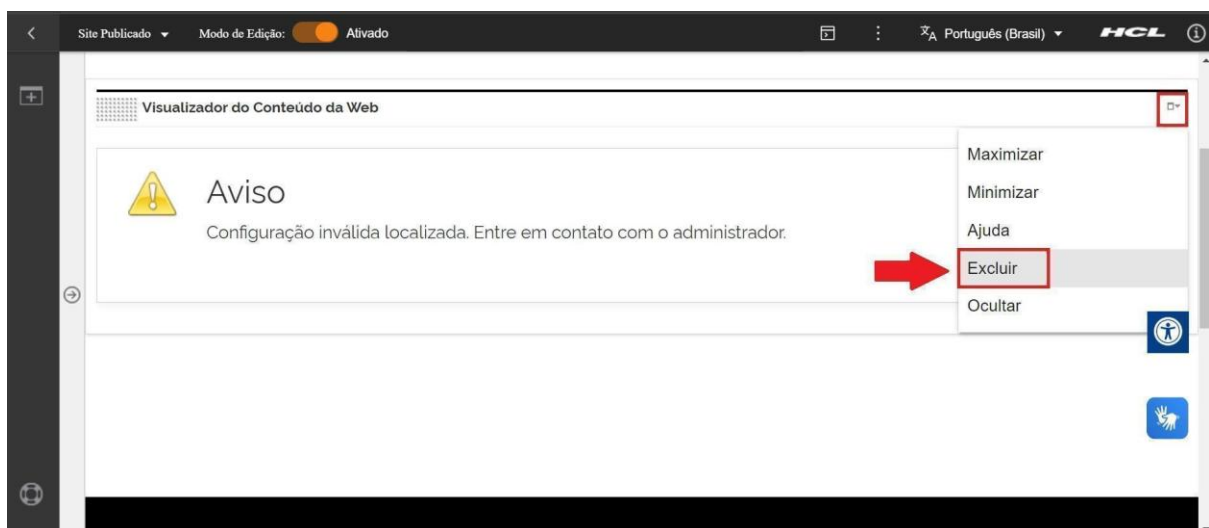 Site Publicado
Modo de Edição: Ativado
Português (Brasil)
HCL
Visualizador do Conteúdo da Web
Aviso
Configuração inválida localizada. Entre em contato com o administrador.
Maximizar
Minimizar
Ajuda
Excluir
Ocultar